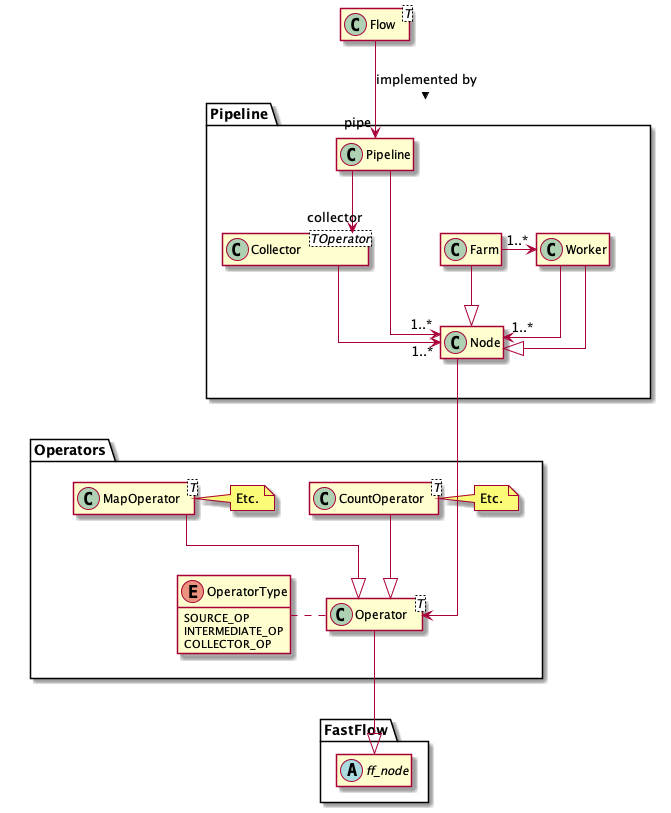 C Flow T
implemented by
Pipeline
pipe
C Pipeline
collector
C Collector TOperator
C Farm
1..*
C Worker
1..*
1..*
1..*
C Node
Operators
C MapOperator T
Etc.
C CountOperator T
Etc.
E OperatorType
SOURCE_OP
INTERMEDIATE_OP
COLLECTOR_OP
C Operator T
FastFlow
A ff_node